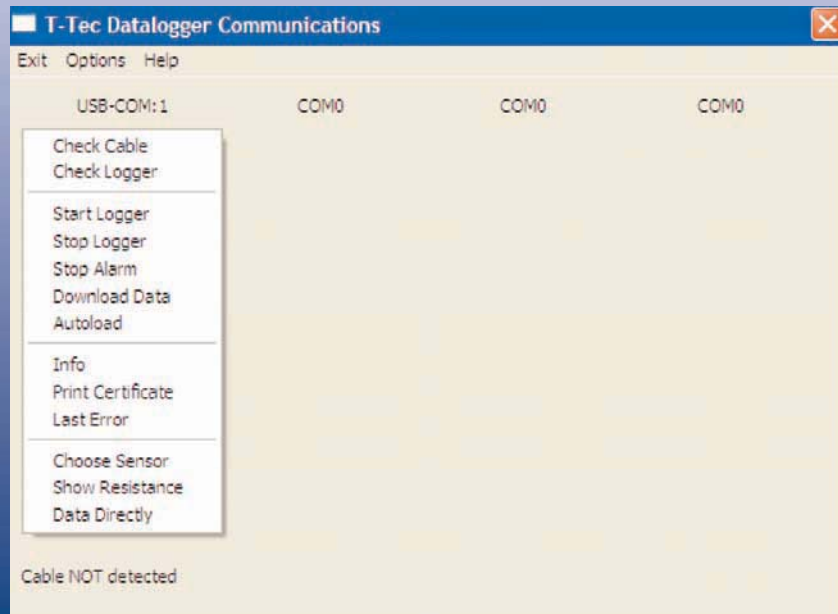 T-Tec Datalogger Communications
Exit Options Help
USB-COM:1 COM0 COM0 COM0
Check Cable
Check Logger
Start Logger
Stop Logger
Stop Alarm
Download Data
Autoload
Info
Print Certificate
Last Error
Choose Sensor
Show Resistance
Data Directly
Cable NOT detected